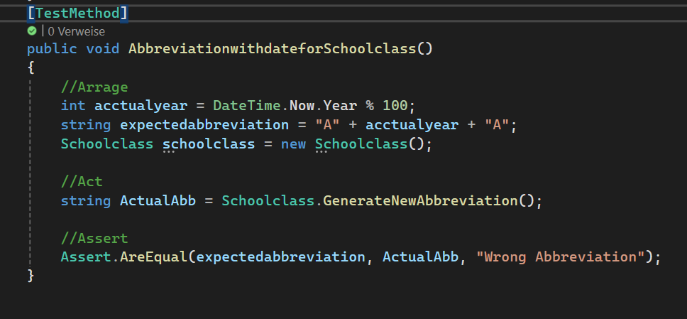 [TestMethod]
| 0 Verweise
public void AbbreviationwithdateforSchoolclass()
{
//Arrage
int acctualyear = DateTime.Now.Year % 100;
string expectedabbreviation = "A" + acctualyear + "A";
Schoolclass schoolclass = new Schoolclass();
//Act
string ActualAbb = Schoolclass.GenerateNewAbbreviation();
//Assert
Assert.AreEqual(expectedabbreviation, ActualAbb, "Wrong Abbreviation");
}